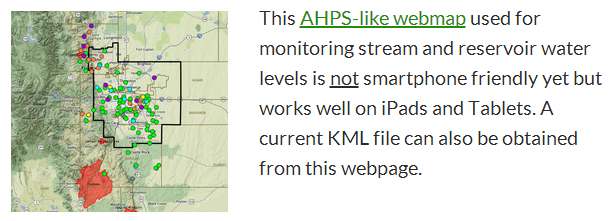 This AHPS-like webmap used for
monitoring stream and reservoir water
levels is not smartphone friendly yet but
works well on iPads and Tablets. A
current KML file can also be obtained
from this webpage.